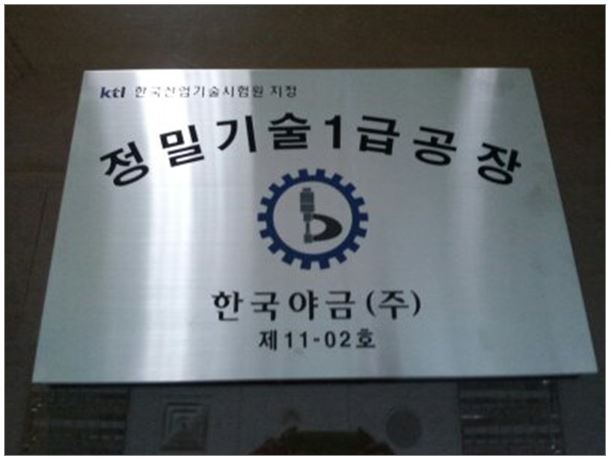 ktl 한국산업기술시험원 지정
정밀기술1급공장
한국야금(주)
제11-02호